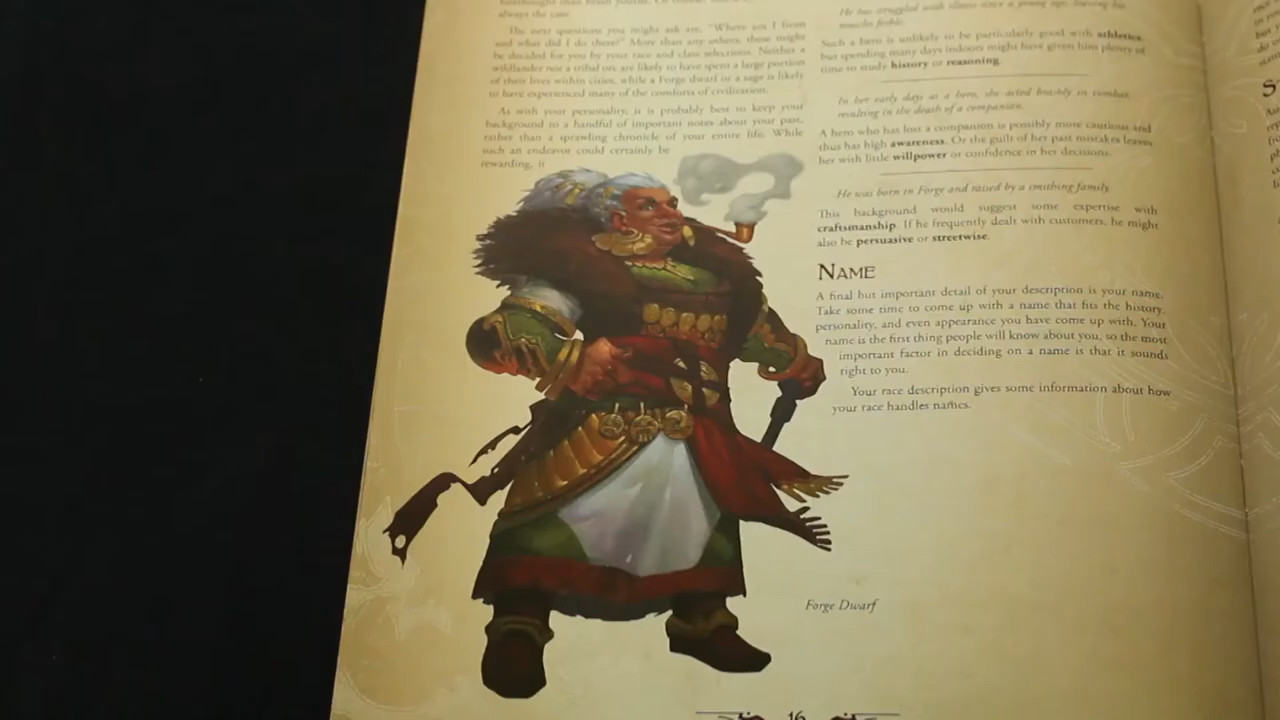 always the case.
The next questions you might ask are, "Where am I from
and what did I do there?" More than any others, these might
be decided for you by your race and class selections. Neither a
wildlander nor a tribal orc are likely to have spent a large portion
of their lives within cities, while a Forge dwarf or a sage is likely
to have experienced many of the comforts of civilization.
As with your personality, it is probably best to keep your
background to a handful of important notes about your past,
rather than a sprawling chronicle of your entire life. While
such an endeavor could certainly be
rewarding, it
He has struggled with illness since a young age, leaving his
muscles feeble.
Such a hero is unlikely to be particularly good with athletics,
but spending many days indoors might have given him plenty of
time to study history or reasoning.
In her early days as a hero, she acted brashly in combat,
resulting in the death of a companion.
A hero who has lost a companion is possibly more cautious and
thus has high awareness. Or the guilt of her past mistakes leaves
her with little willpower or confidence in her decisions.
He was born in Forge and raised by a smithing family.
This background would suggest some expertise with
craftsmanship. If he frequently dealt with customers, he might
also be persuasive or streetwise.
NAME
A final but important detail of your description is your name.
Take some time to come up with a name that fits the history,
personality, and even appearance you have come up with. Your
name is the first thing people will know about you, so the most
important factor in deciding on a name is that it sounds
right to you.
Your race description gives some information about how
your race handles names.
Forge Dwarf
16